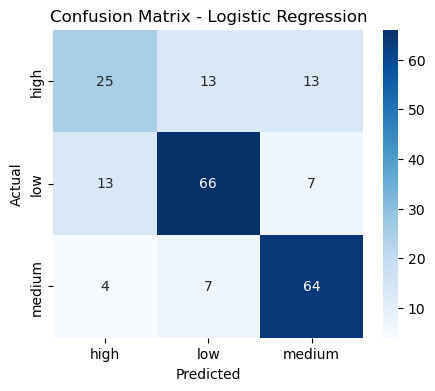 Confusion Matrix - Logistic Regression
high 25 13 13
low 13 66 7
medium 4 7 64
high low medium
Actual
Predicted
60
50
40
30
20
10